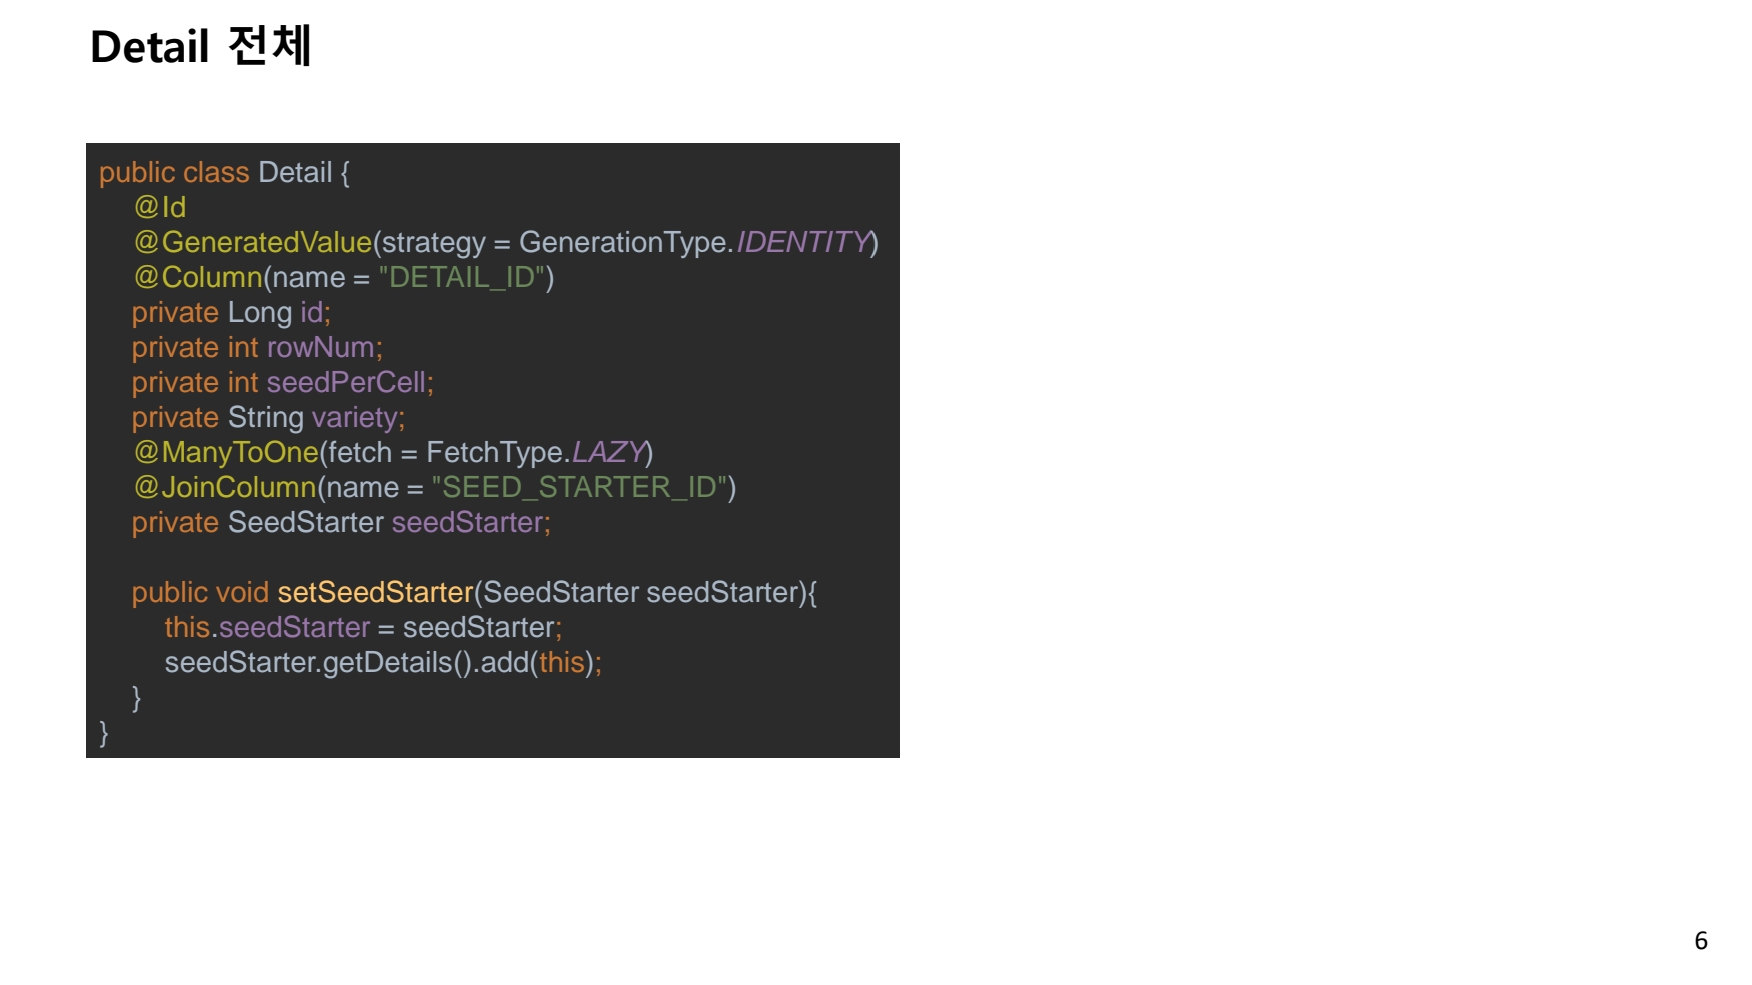 Detail 전체
public class Detail {
@Id
@GeneratedValue(strategy = GenerationType.IDENTITY)
@Column(name = "DETAIL_ID")
private Long id;
private int rowNum;
private int seedPerCell;
private String variety;
@ManyToOne(fetch = FetchType.LAZY)
@JoinColumn(name = "SEED_STARTER_ID")
private SeedStarter seedStarter;
public void setSeedStarter(SeedStarter seedStarter){
this.seedStarter = seedStarter;
seedStarter.getDetails().add(this);
}
}
6